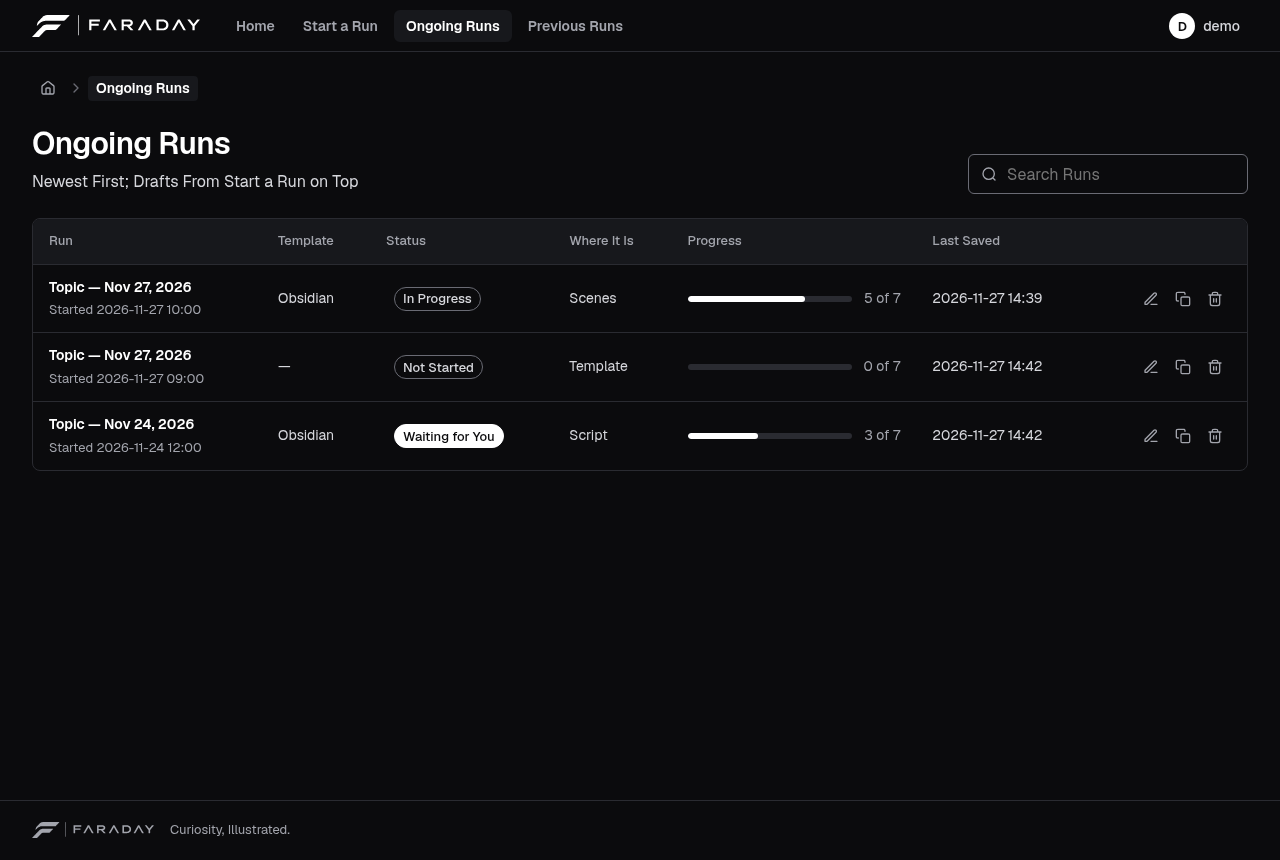 FARADAY
Home
Start a Run
Ongoing Runs
Previous Runs
D
demo
Ongoing Runs
Ongoing Runs
Newest First; Drafts From Start a Run on Top
Search Runs
Run Template Status Where It Is Progress Last Saved
Topic — Nov 27, 2026
Started 2026-11-27 10:00
Obsidian
In Progress
Scenes
5 of 7
2026-11-27 14:39
Topic — Nov 27, 2026
Started 2026-11-27 09:00
—
Not Started
Template
0 of 7
2026-11-27 14:42
Topic — Nov 24, 2026
Started 2026-11-24 12:00
Obsidian
Waiting for You
Script
3 of 7
2026-11-27 14:42
FARADAY
Curiosity, Illustrated.